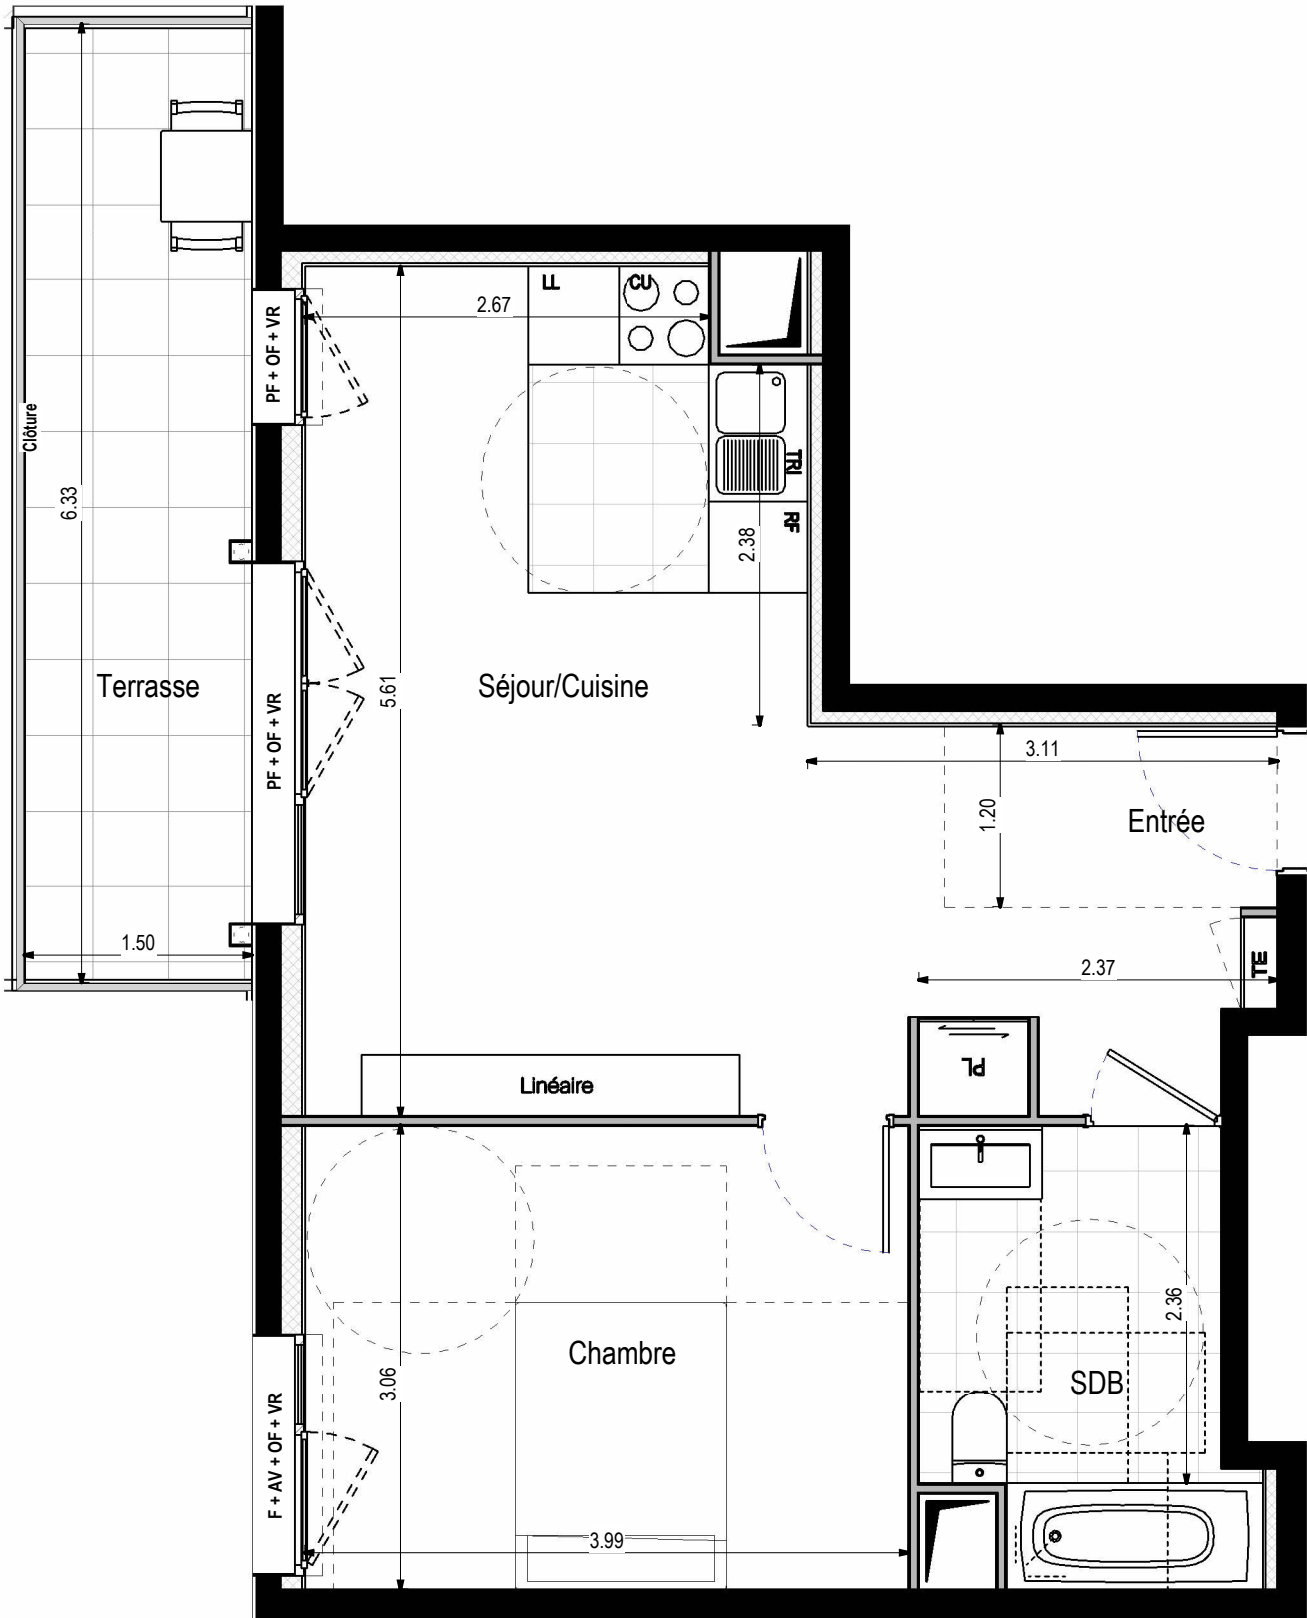 LL
CU
2.67
PF + OF + VR
Clôture
6.33
TRI
RF
2.38
Terrasse
5.61
Séjour/Cuisine
PF + OF + VR
3.11
1.20
Entrée
1.50
2.37
TE
PL
Linéaire
2.36
Chambre
3.06
SDB
F + AV + OF + VR
3.99